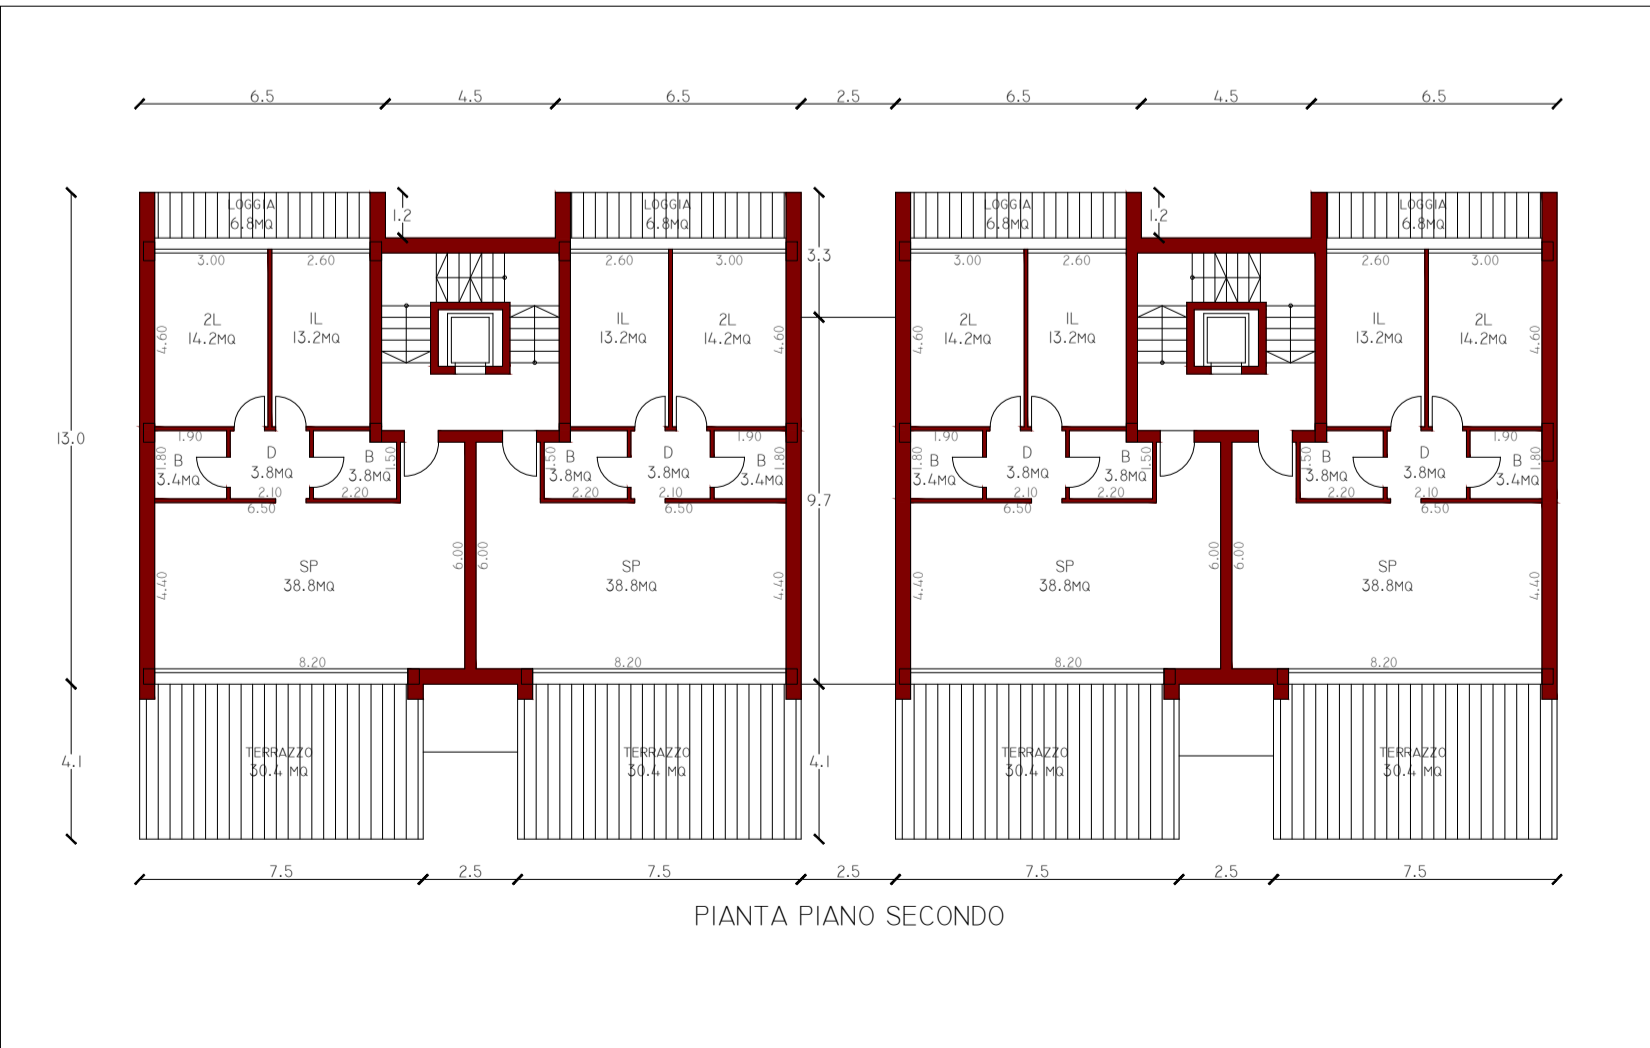 6.5 4.5 6.5 2.5 6.5 4.5 6.5
LOGGIA LOGGIA LOGGIA LOGGIA
6.8MQ 1.2 6.8MQ 6.8MQ 1.2 6.8MQ
3.3
3.00 2.60 2.60 3.00 3.00 2.60 2.60 3.00
2L 1L 1L 2L 2L 1L 1L 2L
4.60 14.2MQ 13.2MQ 13.2MQ 14.2MQ 4.60 4.60 14.2MQ 13.2MQ 13.2MQ 14.2MQ 4.60
13.0
1.90 1.90 1.90 1.90
1.80 B D B 1.50 1.50 B D B 1.80 1.80 B D B 1.50 1.50 B D B 1.80
3.4MQ 3.8MQ 3.8MQ 3.8MQ 3.8MQ 3.4MQ 3.4MQ 3.8MQ 3.8MQ 3.8MQ 3.8MQ 3.4MQ
2.10 2.20 2.20 2.10 2.10 2.20 2.20 2.10
6.50 6.50 9.7 6.50 6.50
6.00 6.00 6.00 6.00
SP SP SP SP
4.40 38.8MQ 38.8MQ 4.40 4.40 38.8MQ 38.8MQ 4.40
8.20 8.20 8.20 8.20
TERRAZZO TERRAZZO TERRAZZO TERRAZZO
4.1 30.4 MQ 30.4 MQ 4.1 30.4 MQ 30.4 MQ
7.5 2.5 7.5 2.5 7.5 2.5 7.5
PIANTA PIANO SECONDO